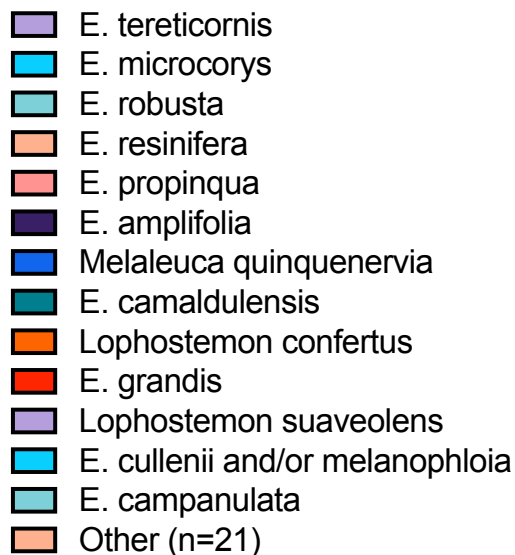 E. tereticornis
E. microcorys
E. robusta
E. resinifera
E. propinqua
E. amplifolia
Melaleuca quinquenervia
E. camaldulensis
Lophostemon confertus
E. grandis
Lophostemon suaveolens
E. cullenii and/or melanophloia
E. campanulata
Other (n=21)